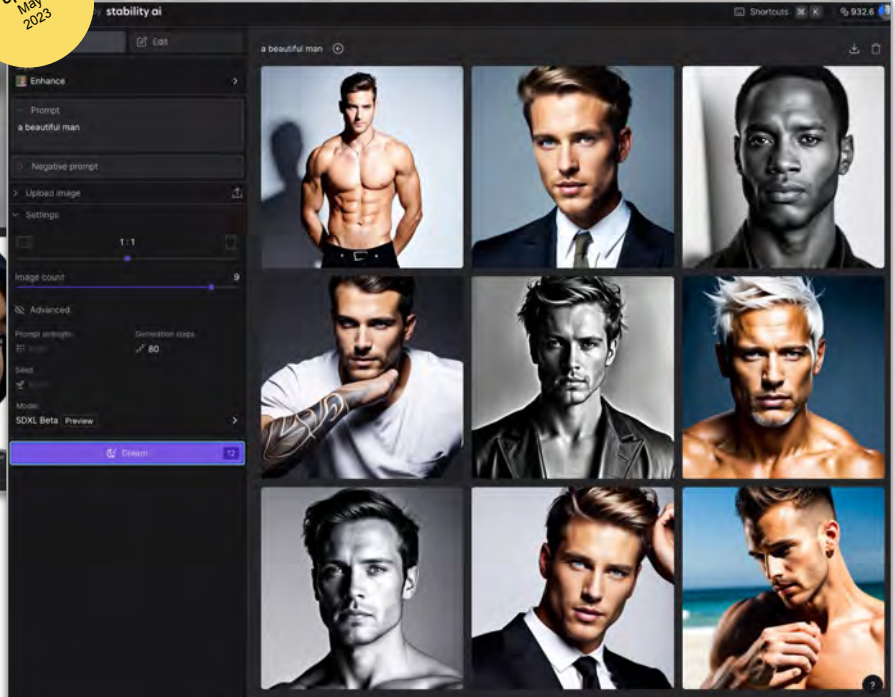 May
2023
stability.ai
Shortcuts ⌘ K
932.6
Edit
a beautiful man
Enhance
Prompt
a beautiful man
Negative prompt
Upload image
Settings
1:1
Image count 9
Advanced
Prompt strength
Generation steps
80
Seed
Model
SDXL Beta Preview
Dream 12
?